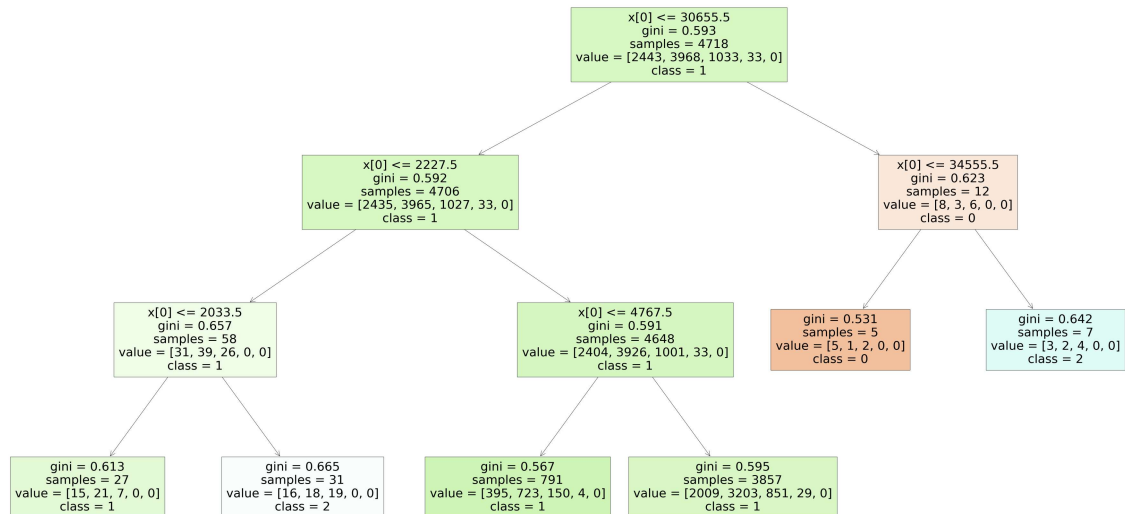 x[0] <= 30655.5
gini = 0.593
samples = 4718
value = [2443, 3968, 1033, 33, 0]
class = 1
x[0] <= 2227.5
gini = 0.592
samples = 4706
value = [2435, 3965, 1027, 33, 0]
class = 1
x[0] <= 34555.5
gini = 0.623
samples = 12
value = [8, 3, 6, 0, 0]
class = 0
x[0] <= 2033.5
gini = 0.657
samples = 58
value = [31, 39, 26, 0, 0]
class = 1
x[0] <= 4767.5
gini = 0.591
samples = 4648
value = [2404, 3926, 1001, 33, 0]
class = 1
gini = 0.531
samples = 5
value = [5, 1, 2, 0, 0]
class = 0
gini = 0.642
samples = 7
value = [3, 2, 4, 0, 0]
class = 2
gini = 0.613
samples = 27
value = [15, 21, 7, 0, 0]
class = 1
gini = 0.665
samples = 31
value = [16, 18, 19, 0, 0]
class = 2
gini = 0.567
samples = 791
value = [395, 723, 150, 4, 0]
class = 1
gini = 0.595
samples = 3857
value = [2009, 3203, 851, 29, 0]
class = 1